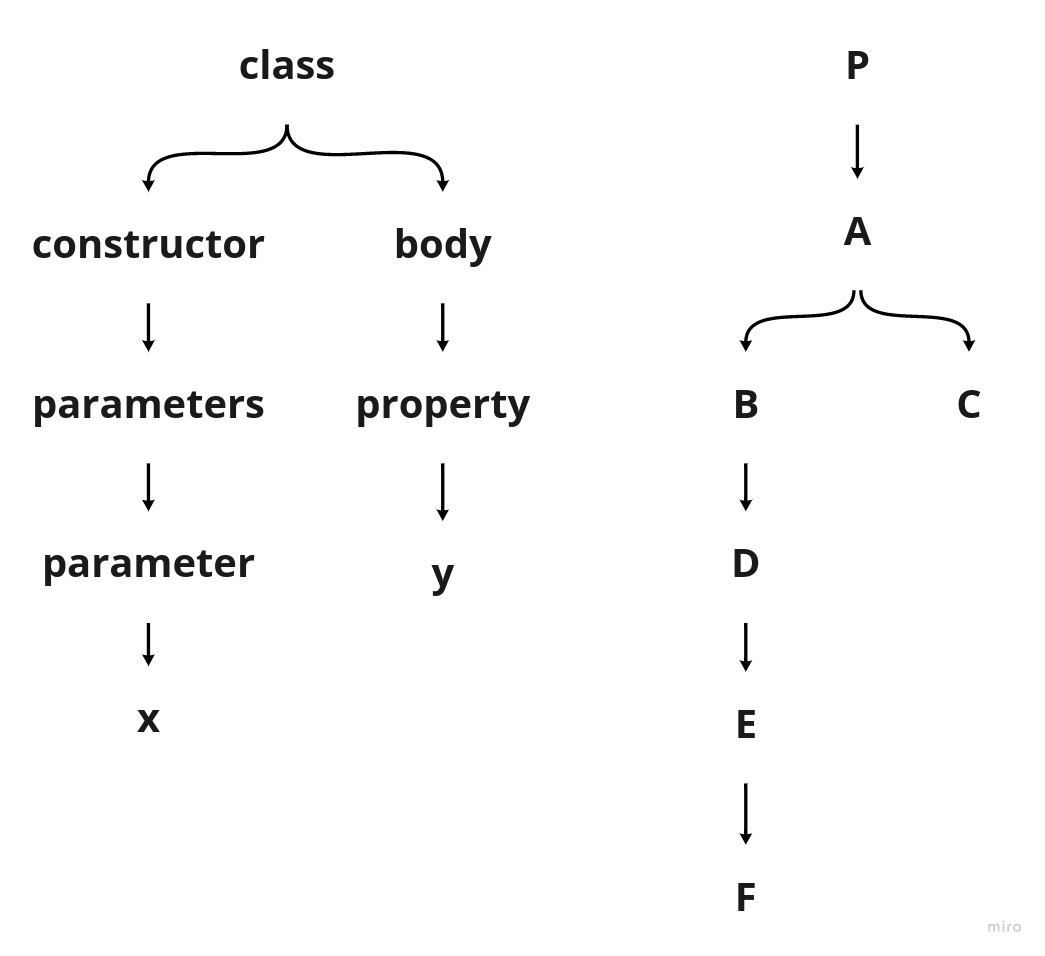 class
constructor
body
parameters
property
parameter
y
x
P
A
B
C
D
E
F
miro